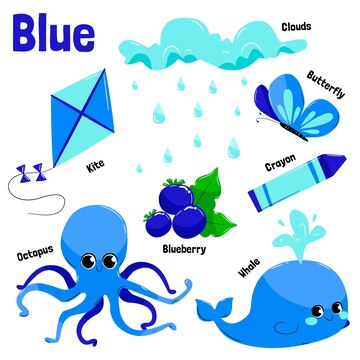 Blue
Clouds
Butterfly
Kite
Crayon
Blueberry
Octopus
Whale